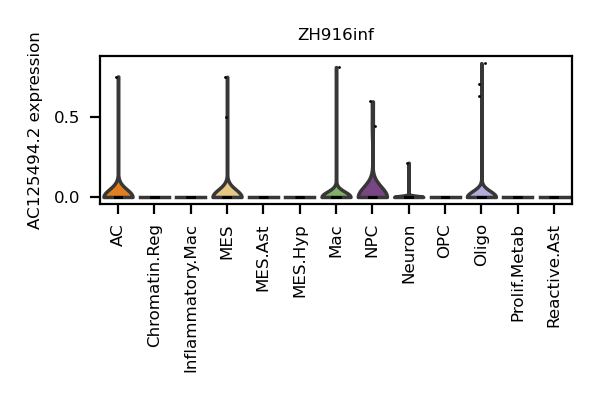 ZH916inf
AC125494.2 expression
0.5
0.0
AC
Chromatin.Reg
Inflammatory.Mac
MES
MES.Ast
MES.Hyp
Mac
NPC
Neuron
OPC
Oligo
Prolif.Metab
Reactive.Ast